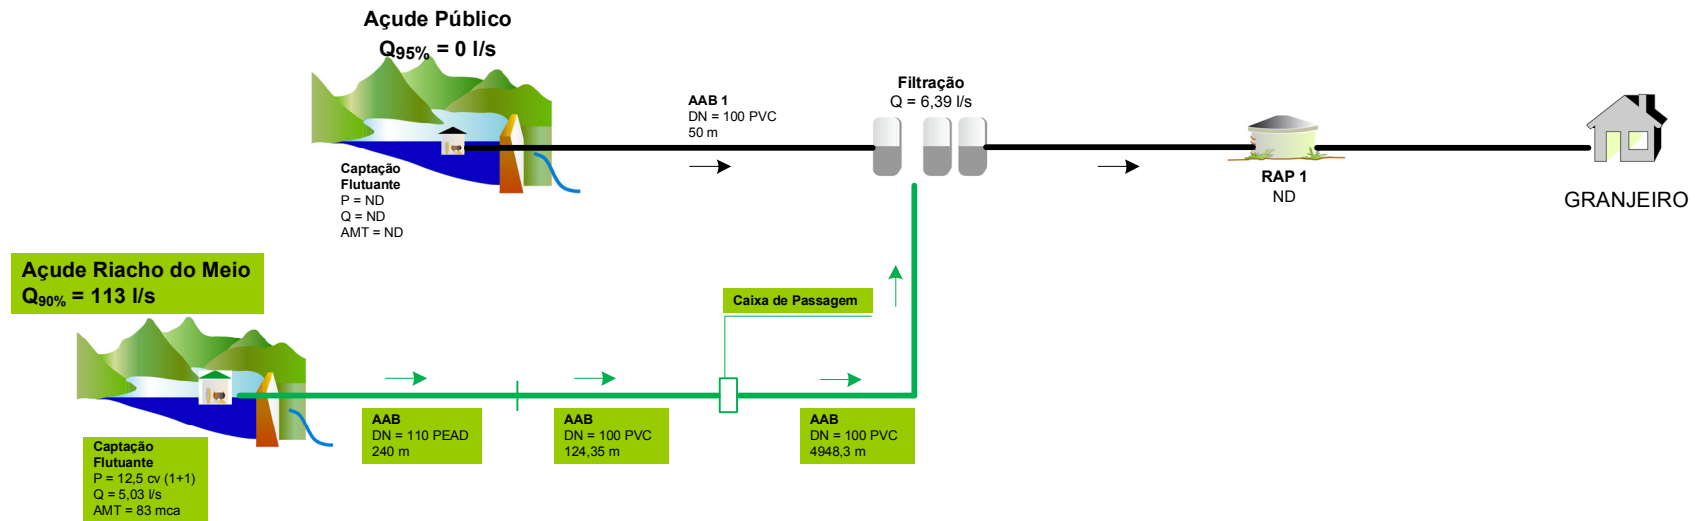 Açude Público
Q95% = 0 l/s
AAB 1
DN = 100 PVC
50 m
Filtração
Q = 6,39 l/s
Captação
Flutuante
P = ND
Q = ND
AMT = ND
RAP 1
ND
GRANJEIRO
Açude Riacho do Meio
Q90% = 113 l/s
Caixa de Passagem
AAB
DN = 110 PEAD
240 m
AAB
DN = 100 PVC
124,35 m
AAB
DN = 100 PVC
4948,3 m
Captação
Flutuante
P = 12,5 cv (1+1)
Q = 5,03 l/s
AMT = 83 mca